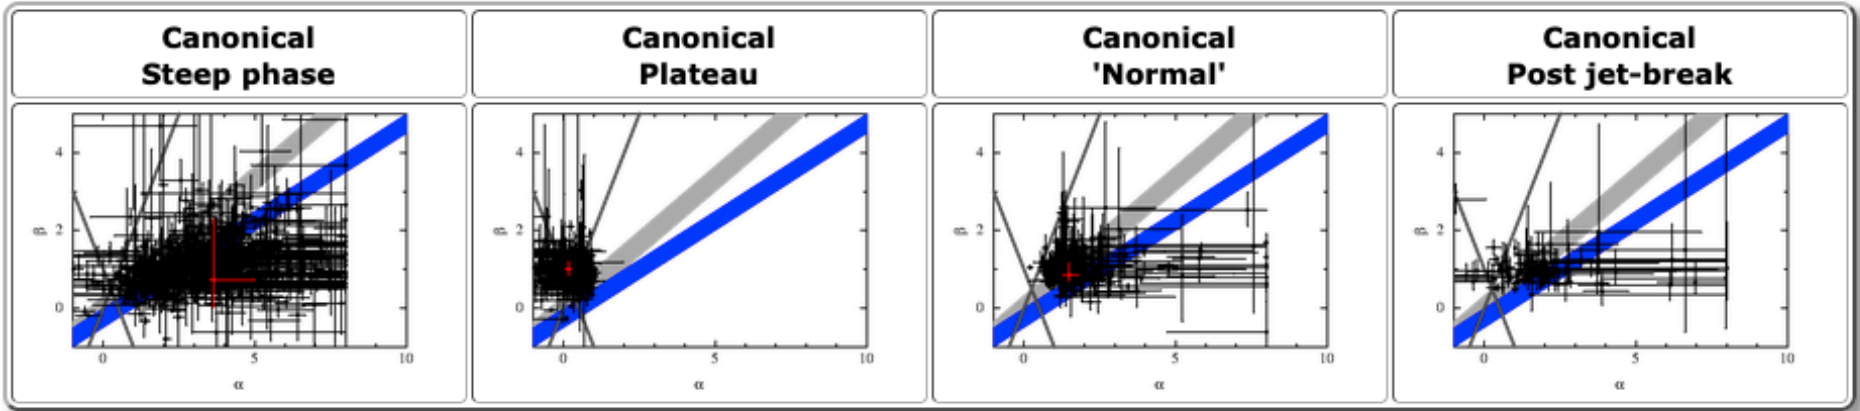 Canonical
Steep phase
Canonical
Plateau
Canonical
'Normal'
Canonical
Post jet-break
4
2
0
β
0 5 10
α
4
2
0
β
0 5 10
α
4
2
0
β
0 5 10
α
4
2
0
β
0 5 10
α